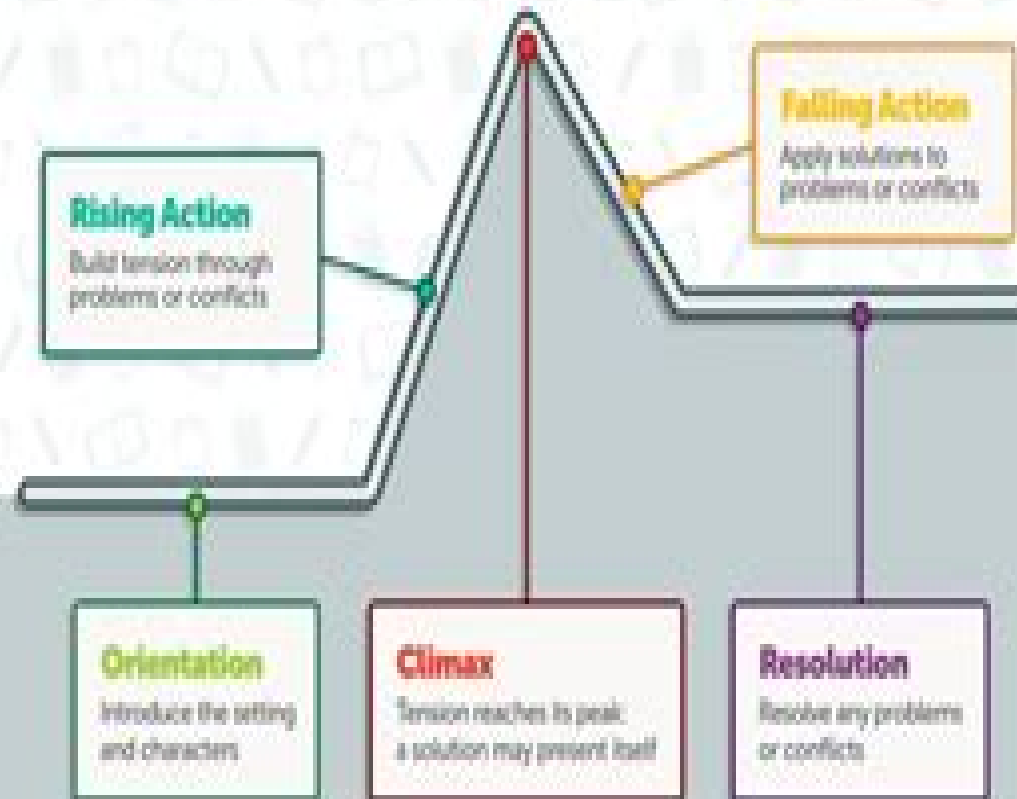 Falling Action
Apply solutions to
problems or conflicts
Rising Action
Build tension through
problems or conflicts
Orientation
Introduce the setting
and characters
Climax
Tension reaches its peak
a solution may present itself
Resolution
Resolve any problems
or conflicts